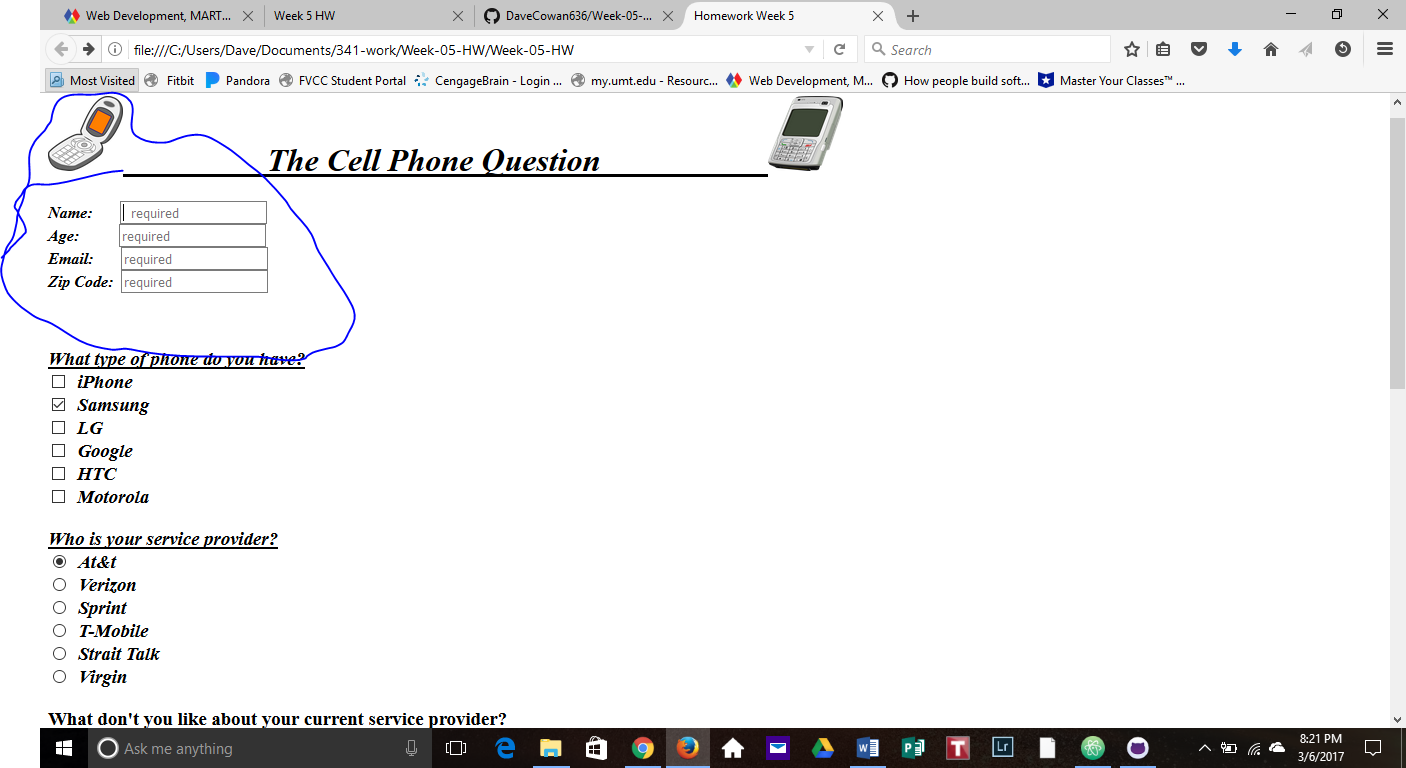 Web Development, MART... Week 5 HW DaveCowan636/Week-05-... Homework Week 5
file:///C:/Users/Dave/Documents/341-work/Week-05-HW/Week-05-HW Search
Most Visited Fitbit Pandora FVCC Student Portal CengageBrain - Login ... my.umt.edu - Resourc... Web Development, M... How people build soft... Master Your Classes™ ...
The Cell Phone Question
Name: required
Age: required
Email: required
Zip Code: required
What type of phone do you have?
iPhone
Samsung
LG
Google
HTC
Motorola
Who is your service provider?
At&t
Verizon
Sprint
T-Mobile
Strait Talk
Virgin
What don't you like about your current service provider?
Ask me anything
8:21 PM
3/6/2017